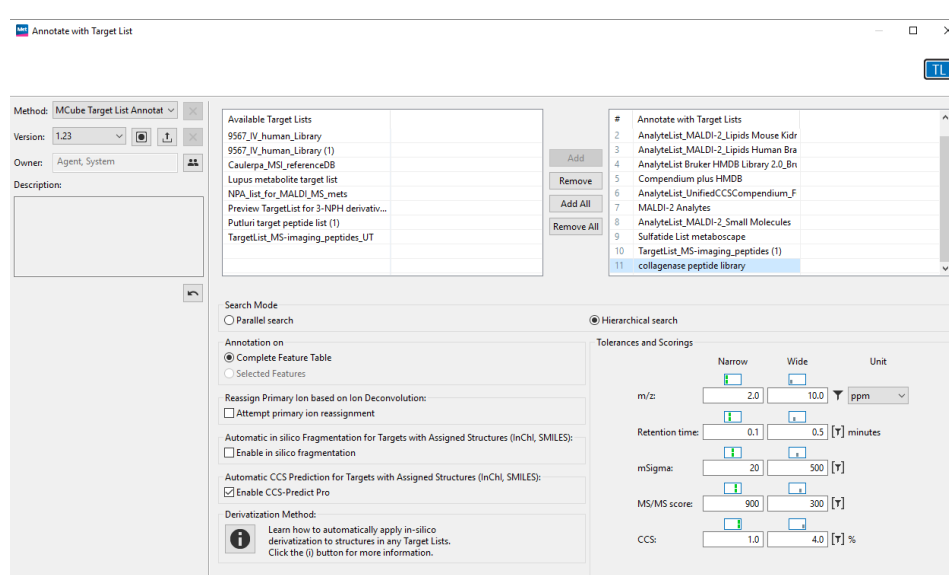 Met Annotate with Target List
TL
Method: MCube Target List Annotat
Version: 1.23
Owner: Agent, System
Description:
Available Target Lists
9567_IV_human_Library
9567_IV_human_Library (1)
Caulerpa_MSI_referenceDB
Lupus metabolite target list
NPA_list_for_MALDI_MS_mets
Preview TargetList for 3-NPH derivativ...
Putluri target peptide list (1)
TargetList_MS-imaging_peptides_UT
Add
Remove
Add All
Remove All
# Annotate with Target Lists
2 AnalyteList_MALDI-2_Lipids Mouse Kidr
3 AnalyteList_MALDI-2_Lipids Human Bra
4 AnalyteList Bruker HMDB Library 2.0_Bru
5 Compendium plus HMDB
6 AnalyteList_UnifiedCCSCompendium_F
7 MALDI-2 Analytes
8 AnalyteList_MALDI-2_Small Molecules
9 Sulfatide List metaboscape
10 TargetList_MS-imaging_peptides (1)
11 collagenase peptide library
Search Mode
Parallel search
Hierarchical search
Annotation on
Complete Feature Table
Selected Features
Reassign Primary Ion based on Ion Deconvolution:
Attempt primary ion reassignment
Automatic in silico Fragmentation for Targets with Assigned Structures (InChI, SMILES):
Enable in silico fragmentation
Automatic CCS Prediction for Targets with Assigned Structures (InChI, SMILES):
Enable CCS-Predict Pro
Derivatization Method:
Learn how to automatically apply in-silico
derivatization to structures in any Target Lists.
Click the (i) button for more information.
Tolerances and Scorings
Narrow Wide Unit
m/z: 2.0 10.0 ppm
Retention time: 0.1 0.5 [T] minutes
mSigma: 20 500 [T]
MS/MS score: 900 300 [T]
CCS: 1.0 4.0 [T] %